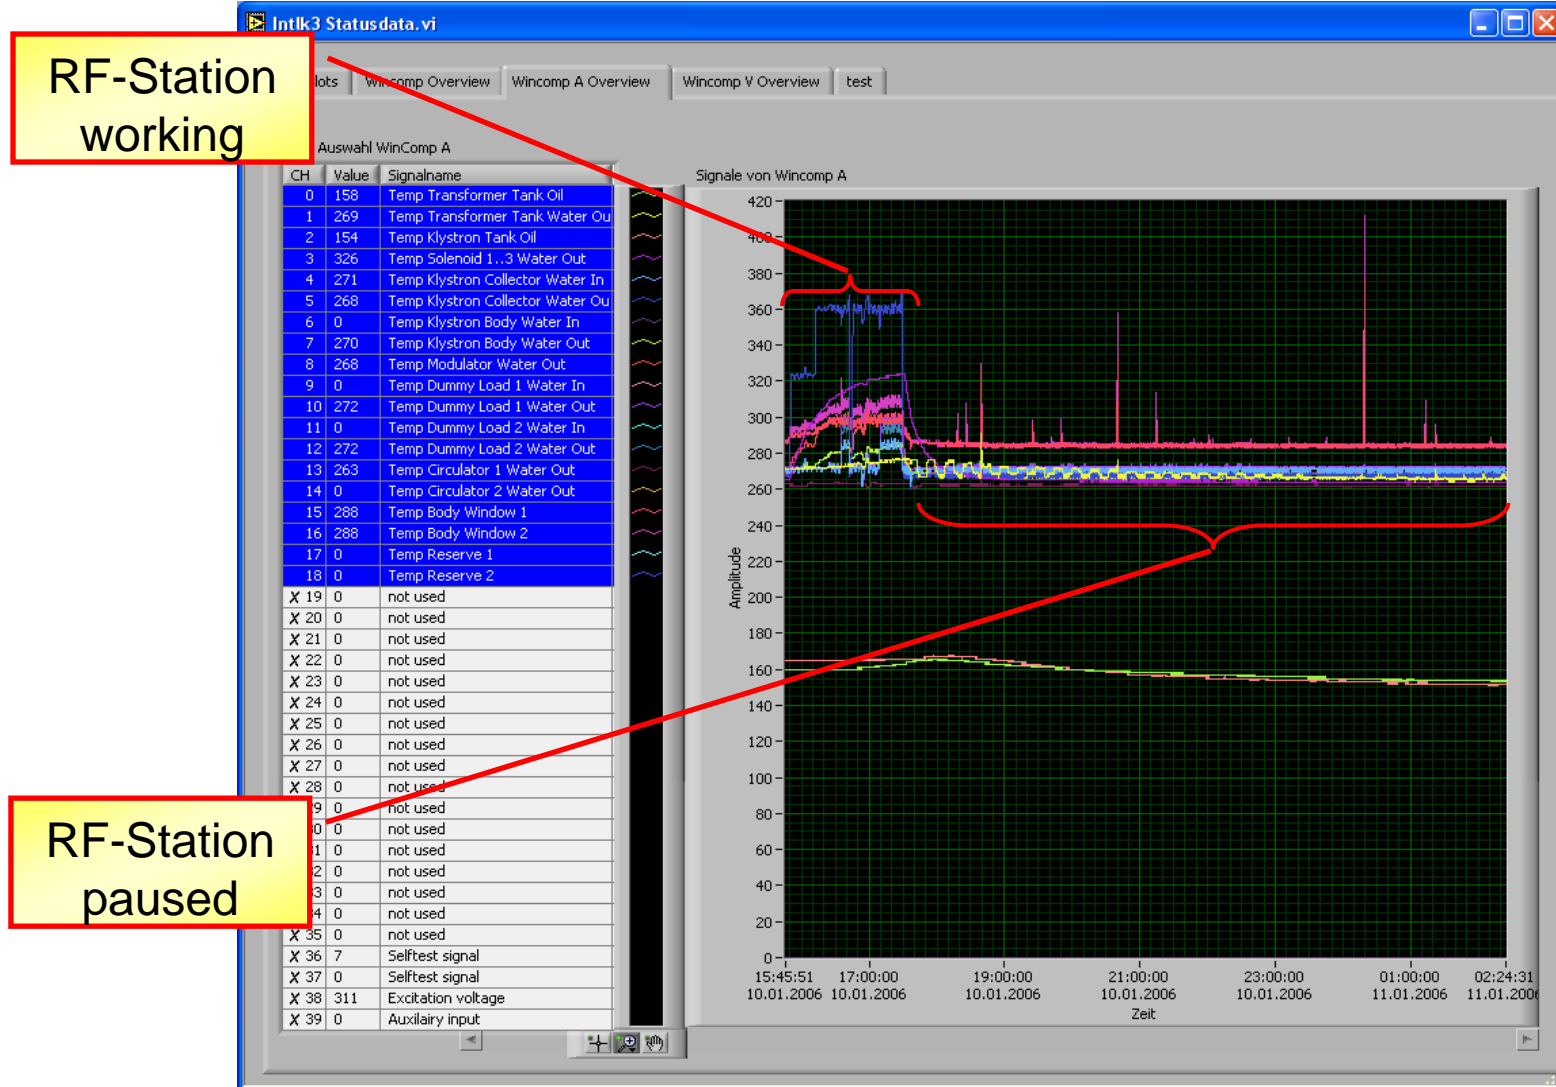 Intlk3 Statusdata.vi
RF-Station
working
lots
Wincomp Overview
Wincomp A Overview
Wincomp V Overview
test
Auswahl WinComp A
Signale von Wincomp A
CH Value Signalname
0 158 Temp Transformer Tank Oil
1 269 Temp Transformer Tank Water Ou
2 154 Temp Klystron Tank Oil
3 326 Temp Solenoid 1..3 Water Out
4 271 Temp Klystron Collector Water In
5 268 Temp Klystron Collector Water Ou
6 0 Temp Klystron Body Water In
7 270 Temp Klystron Body Water Out
8 268 Temp Modulator Water Out
9 0 Temp Dummy Load 1 Water In
10 272 Temp Dummy Load 1 Water Out
11 0 Temp Dummy Load 2 Water In
12 272 Temp Dummy Load 2 Water Out
13 263 Temp Circulator 1 Water Out
14 0 Temp Circulator 2 Water Out
15 288 Temp Body Window 1
16 288 Temp Body Window 2
17 0 Temp Reserve 1
18 0 Temp Reserve 2
X 19 0 not used
X 20 0 not used
X 21 0 not used
X 22 0 not used
X 23 0 not used
X 24 0 not used
X 25 0 not used
X 26 0 not used
X 27 0 not used
X 28 0 not used
29 0 not used
30 0 not used
31 0 not used
32 0 not used
33 0 not used
34 0 not used
X 35 0 not used
X 36 7 Selftest signal
X 37 0 Selftest signal
X 38 311 Excitation voltage
X 39 0 Auxilairy input
RF-Station
paused
420
400
380
360
340
320
300
280
260
240
220
200
180
160
140
120
100
80
60
40
20
0
Amplitude
15:45:51 17:00:00 19:00:00 21:00:00 23:00:00 01:00:00 02:24:31
10.01.2006 10.01.2006 10.01.2006 10.01.2006 10.01.2006 11.01.2006 11.01.2006
Zeit